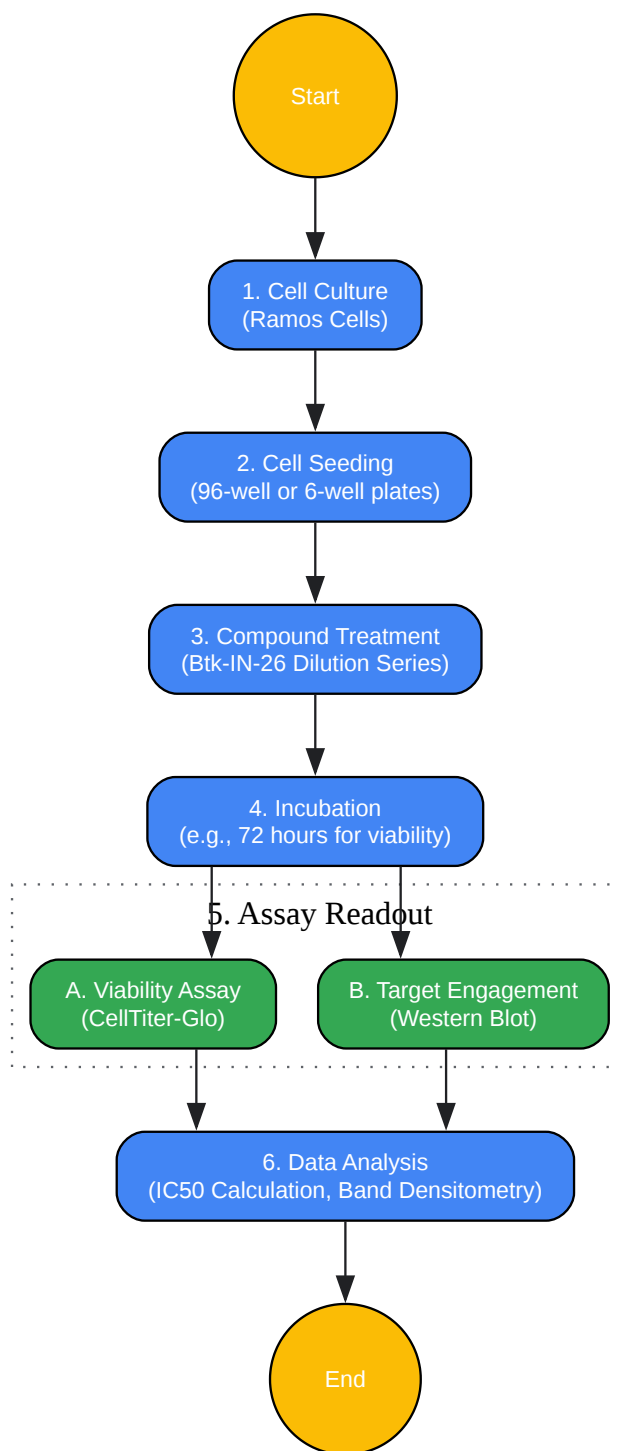 Start
1. Cell Culture
(Ramos Cells)
2. Cell Seeding
(96-well or 6-well plates)
3. Compound Treatment
(Btk-IN-26 Dilution Series)
4. Incubation
(e.g., 72 hours for viability)
5. Assay Readout
A. Viability Assay
(CellTiter-Glo)
B. Target Engagement
(Western Blot)
6. Data Analysis
(IC50 Calculation, Band Densitometry)
End